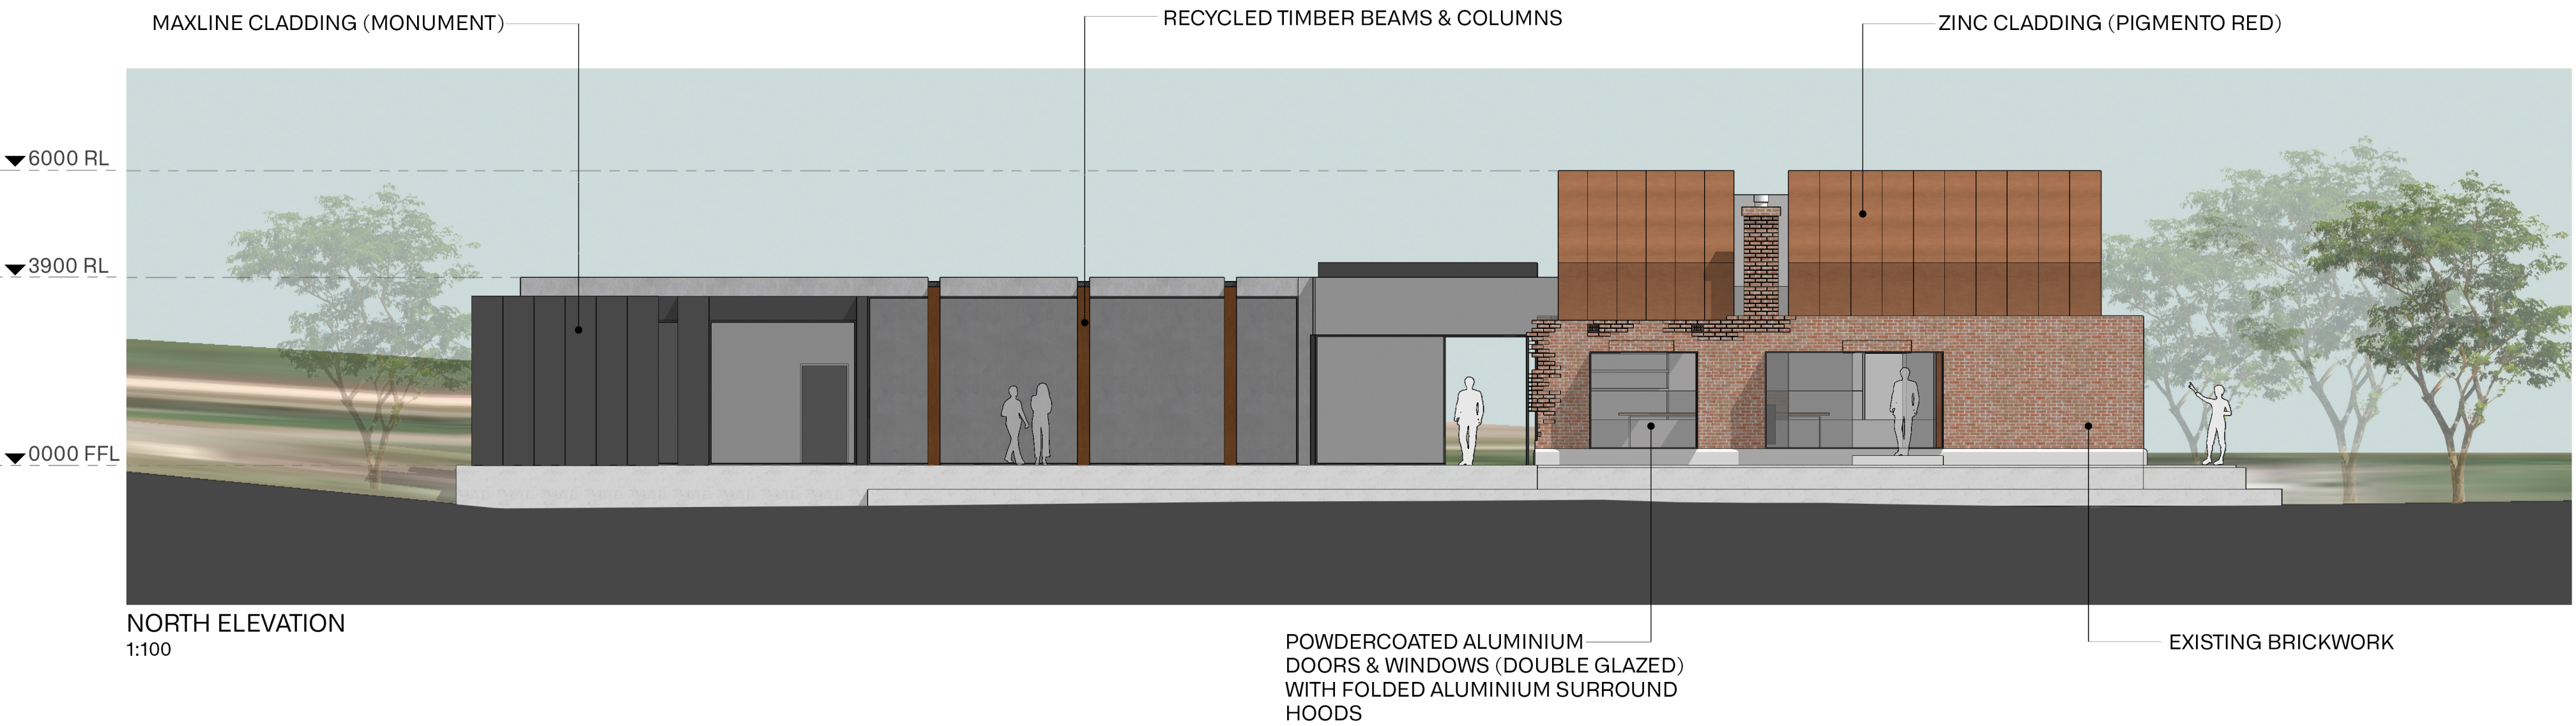 MAXLINE CLADDING (MONUMENT)
RECYCLED TIMBER BEAMS & COLUMNS
ZINC CLADDING (PIGMENTO RED)
6000 RL
3900 RL
0000 FFL
NORTH ELEVATION
1:100
POWDERCOATED ALUMINIUM
DOORS & WINDOWS (DOUBLE GLAZED)
WITH FOLDED ALUMINIUM SURROUND
HOODS
EXISTING BRICKWORK